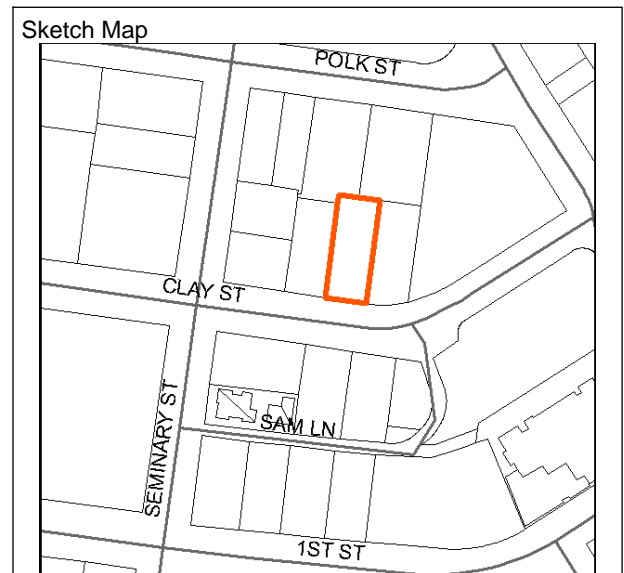 Sketch Map
POLK ST
CLAY ST
SEMINARY ST
SAM LN
1ST ST